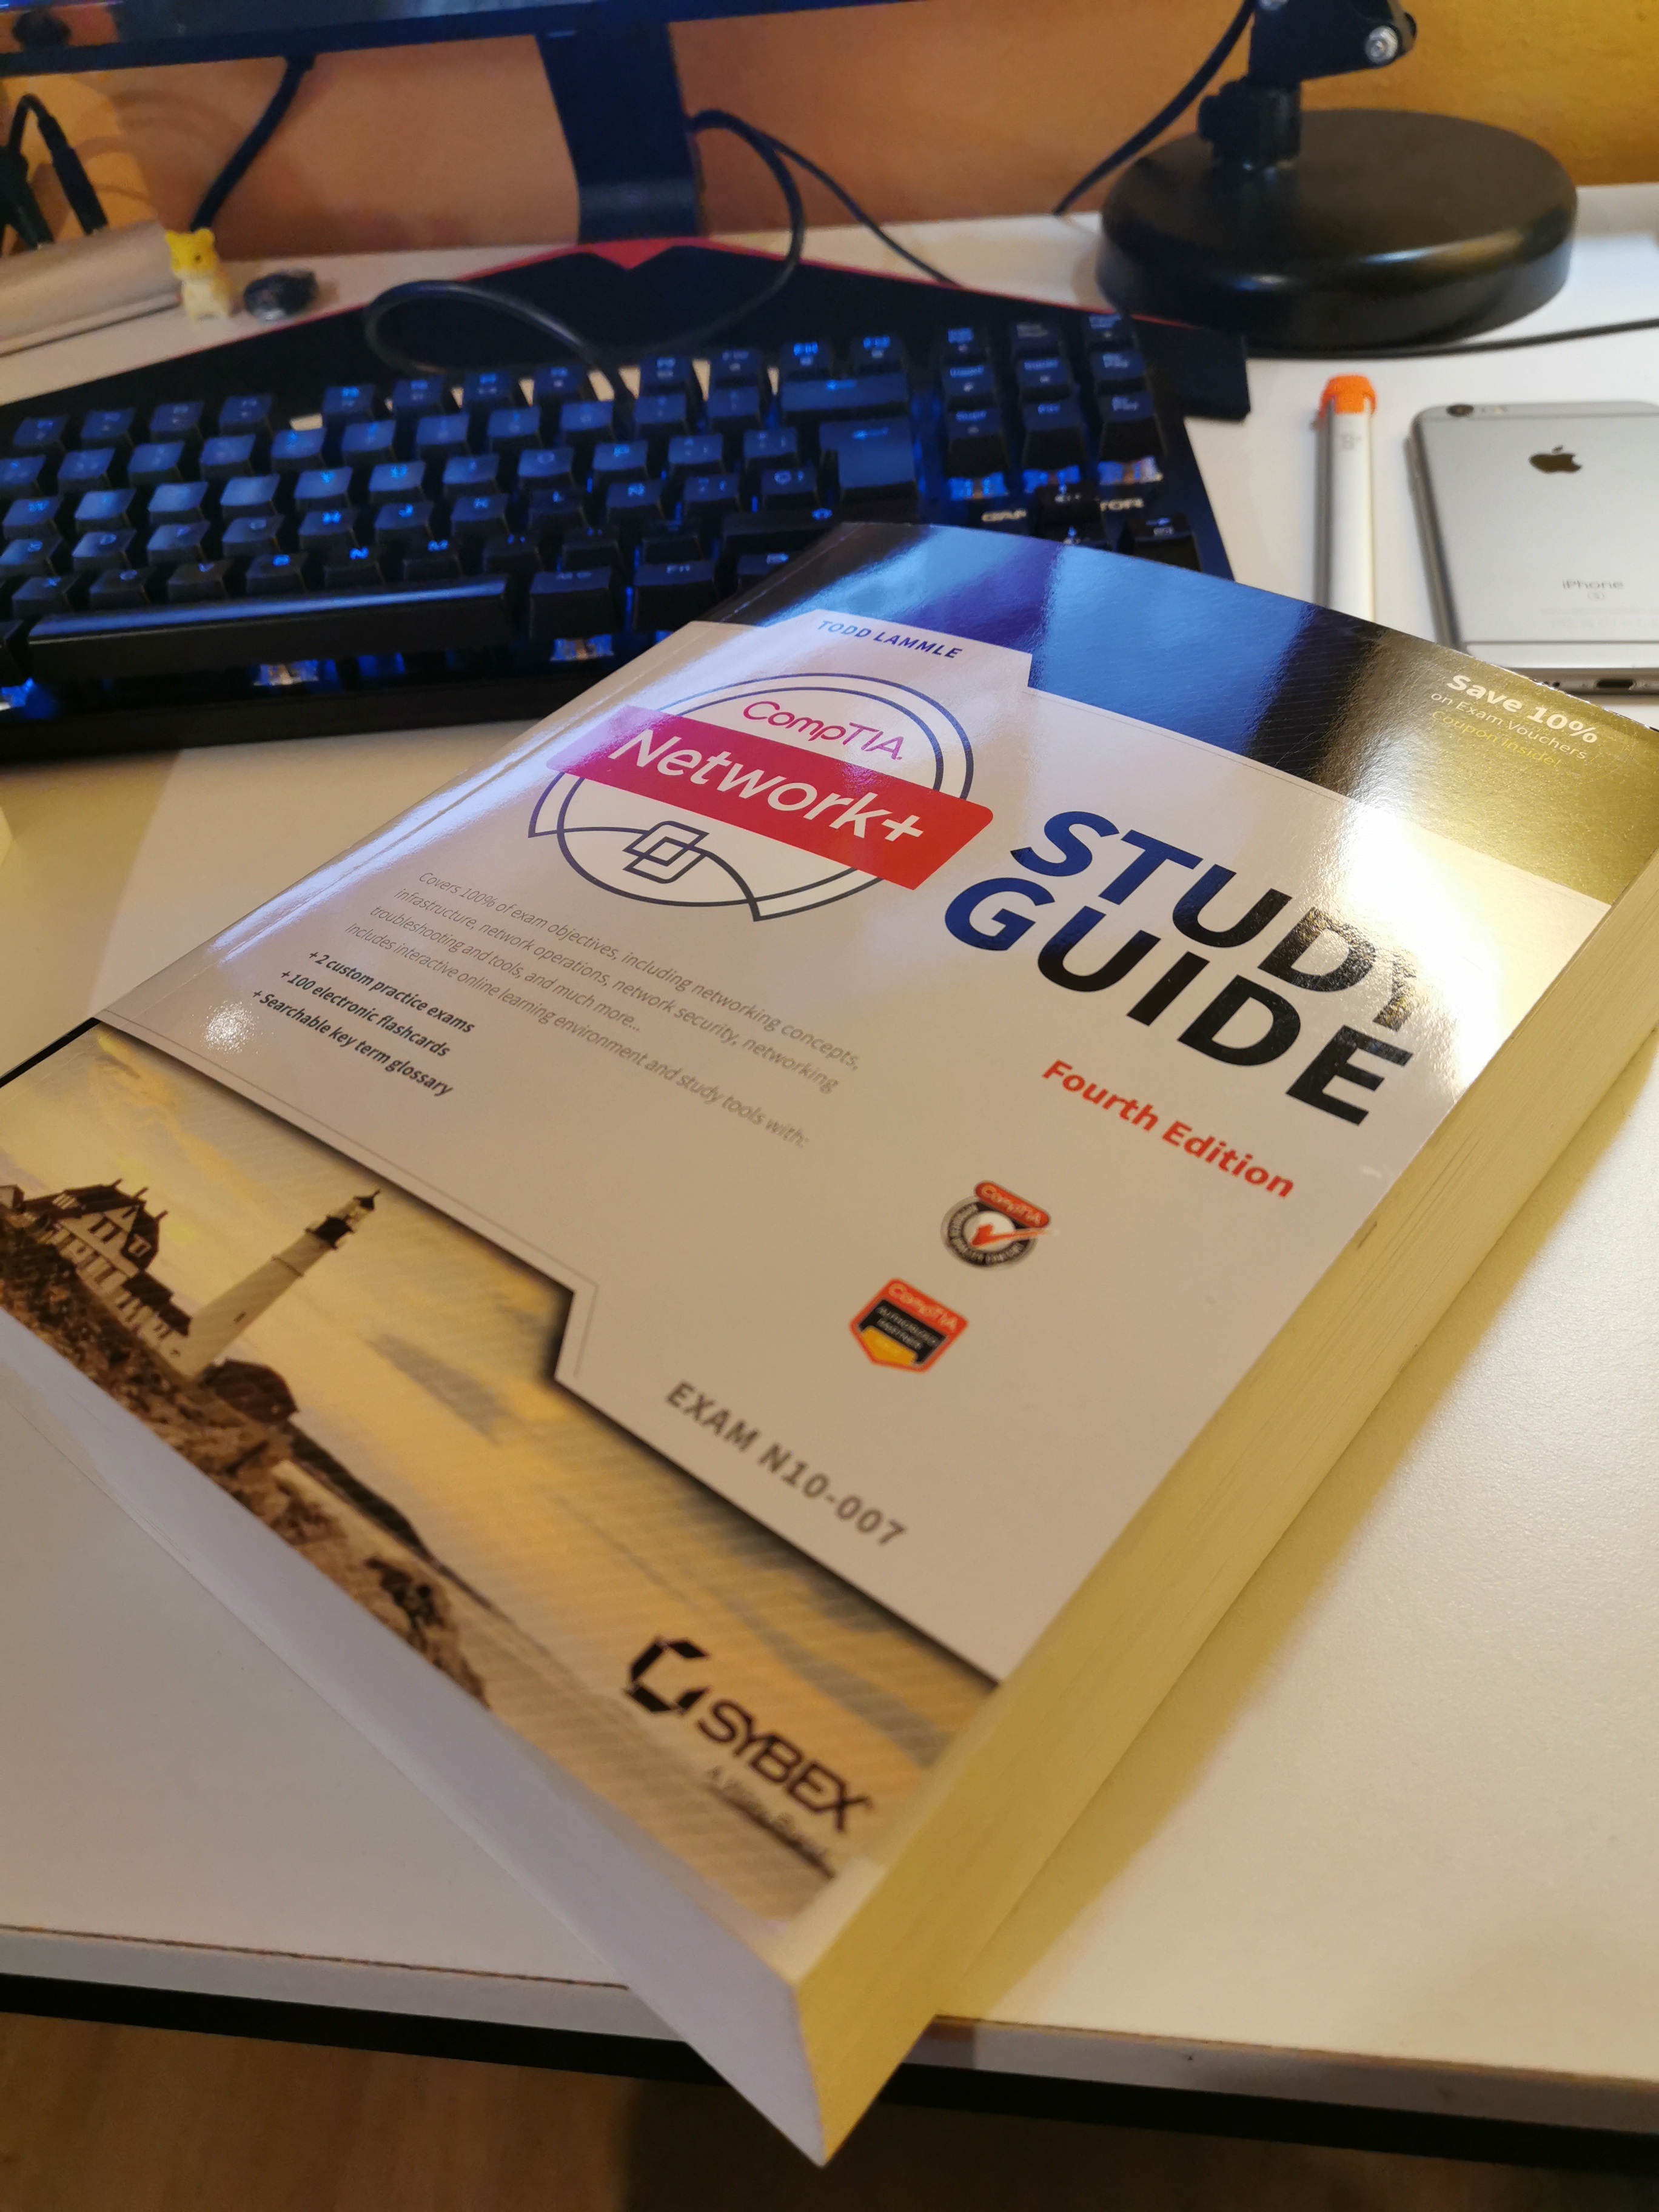 TODD LAMMLE
Save 10%
on Exam Vouchers.
coupon inside!
CompTIA
Network+
STUDY
GUIDE
Fourth Edition
Covers 100% of exam objectives, including networking concepts,
infrastructure, network operations, network security, networking
troubleshooting and tools, and much more...
Includes interactive online learning environment and study tools with:
+ 2 custom practice exams
+ 100 electronic flashcards
+ Searchable key term glossary
CompTIA
CompTIA
AUTHORIZED
PARTNER
EXAM N10-007
SYBEX
A Wiley Brand
iPhone
S